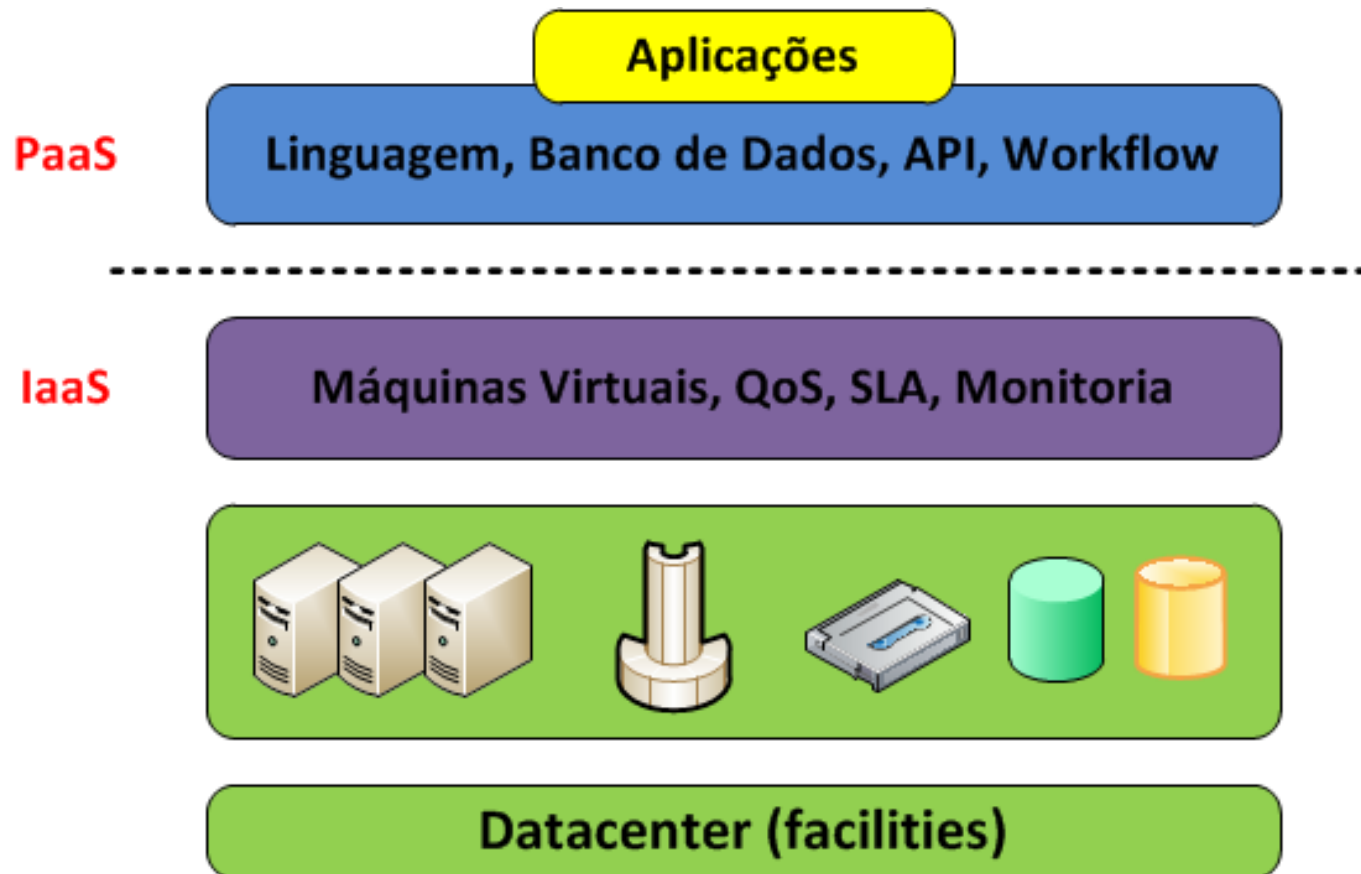 Aplicações
PaaS
Linguagem, Banco de Dados, API, Workflow
IaaS
Máquinas Virtuais, QoS, SLA, Monitoria
Datacenter (facilities)